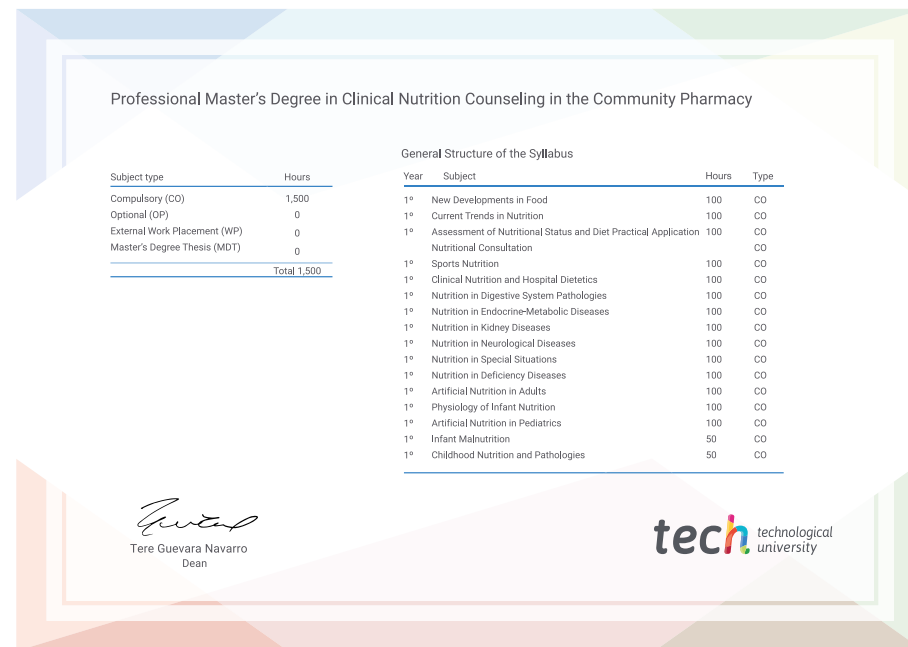 Professional Master's Degree in Clinical Nutrition Counseling in the Community Pharmacy
Subject type Hours
Compulsory (CO) 1,500
Optional (OP) 0
External Work Placement (WP) 0
Master's Degree Thesis (MDT) 0
Total 1,500
General Structure of the Syllabus
Year Subject Hours Type
1º New Developments in Food 100 CO
1º Current Trends in Nutrition 100 CO
1º Assessment of Nutritional Status and Diet Practical Application 100 CO
Nutritional Consultation CO
1º Sports Nutrition 100 CO
1º Clinical Nutrition and Hospital Dietetics 100 CO
1º Nutrition in Digestive System Pathologies 100 CO
1º Nutrition in Endocrine-Metabolic Diseases 100 CO
1º Nutrition in Kidney Diseases 100 CO
1º Nutrition in Neurological Diseases 100 CO
1º Nutrition in Special Situations 100 CO
1º Nutrition in Deficiency Diseases 100 CO
1º Artificial Nutrition in Adults 100 CO
1º Physiology of Infant Nutrition 100 CO
1º Artificial Nutrition in Pediatrics 100 CO
1º Infant Malnutrition 50 CO
1º Childhood Nutrition and Pathologies 50 CO
Tere Guevara Navarro
Dean
tech technological
university